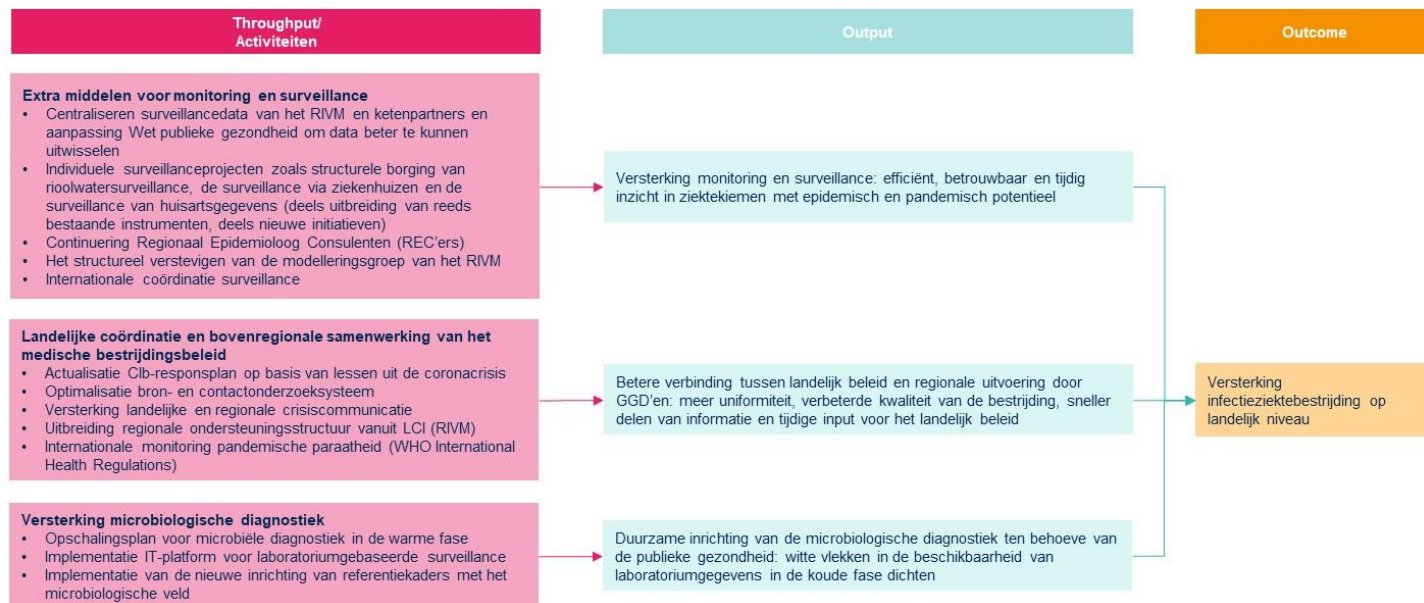 Throughput/
Activiteiten
Output
Outcome
Extra middelen voor monitoring en surveillance
• Centraliseren surveillancedata van het RIVM en ketenpartners en
aanpassing Wet publieke gezondheid om data beter te kunnen
uitwisselen
• Individuele surveillanceprojecten zoals structurele borging van
rioolwatersurveillance, de surveillance via ziekenhuizen en de
surveillance van huisartsgegevens (deels uitbreiding van reeds
bestaande instrumenten, deels nieuwe initiatieven)
• Continuering Regionaal Epidemioloog Consulenten (REC'ers)
• Het structureel verstevigen van de modelleringsgroep van het RIVM
• Internationale coördinatie surveillance
Versterking monitoring en surveillance: efficiënt, betrouwbaar en tijdig
inzicht in ziektekiemen met epidemisch en pandemisch potentieel
Landelijke coördinatie en bovenregionale samenwerking van het
medische bestrijdingsbeleid
• Actualisatie CIb-responsplan op basis van lessen uit de coronacrisis
• Optimalisatie bron- en contactonderzoeksysteem
• Versterking landelijke en regionale crisiscommunicatie
• Uitbreiding regionale ondersteuningsstructuur vanuit LCI (RIVM)
• Internationale monitoring pandemische paraatheid (WHO International
Health Regulations)
Betere verbinding tussen landelijk beleid en regionale uitvoering door
GGD'en: meer uniformiteit, verbeterde kwaliteit van de bestrijding, sneller
delen van informatie en tijdige input voor het landelijk beleid
Versterking
infectieziektebestrijding op
landelijk niveau
Versterking microbiologische diagnostiek
• Opschalingsplan voor microbiële diagnostiek in de warme fase
• Implementatie IT-platform voor laboratoriumgebaseerde surveillance
• Implementatie van de nieuwe inrichting van referentiekaders met het
microbiologische veld
Duurzame inrichting van de microbiologische diagnostiek ten behoeve van
de publieke gezondheid: witte vlekken in de beschikbaarheid van
laboratoriumgegevens in de koude fase dichten